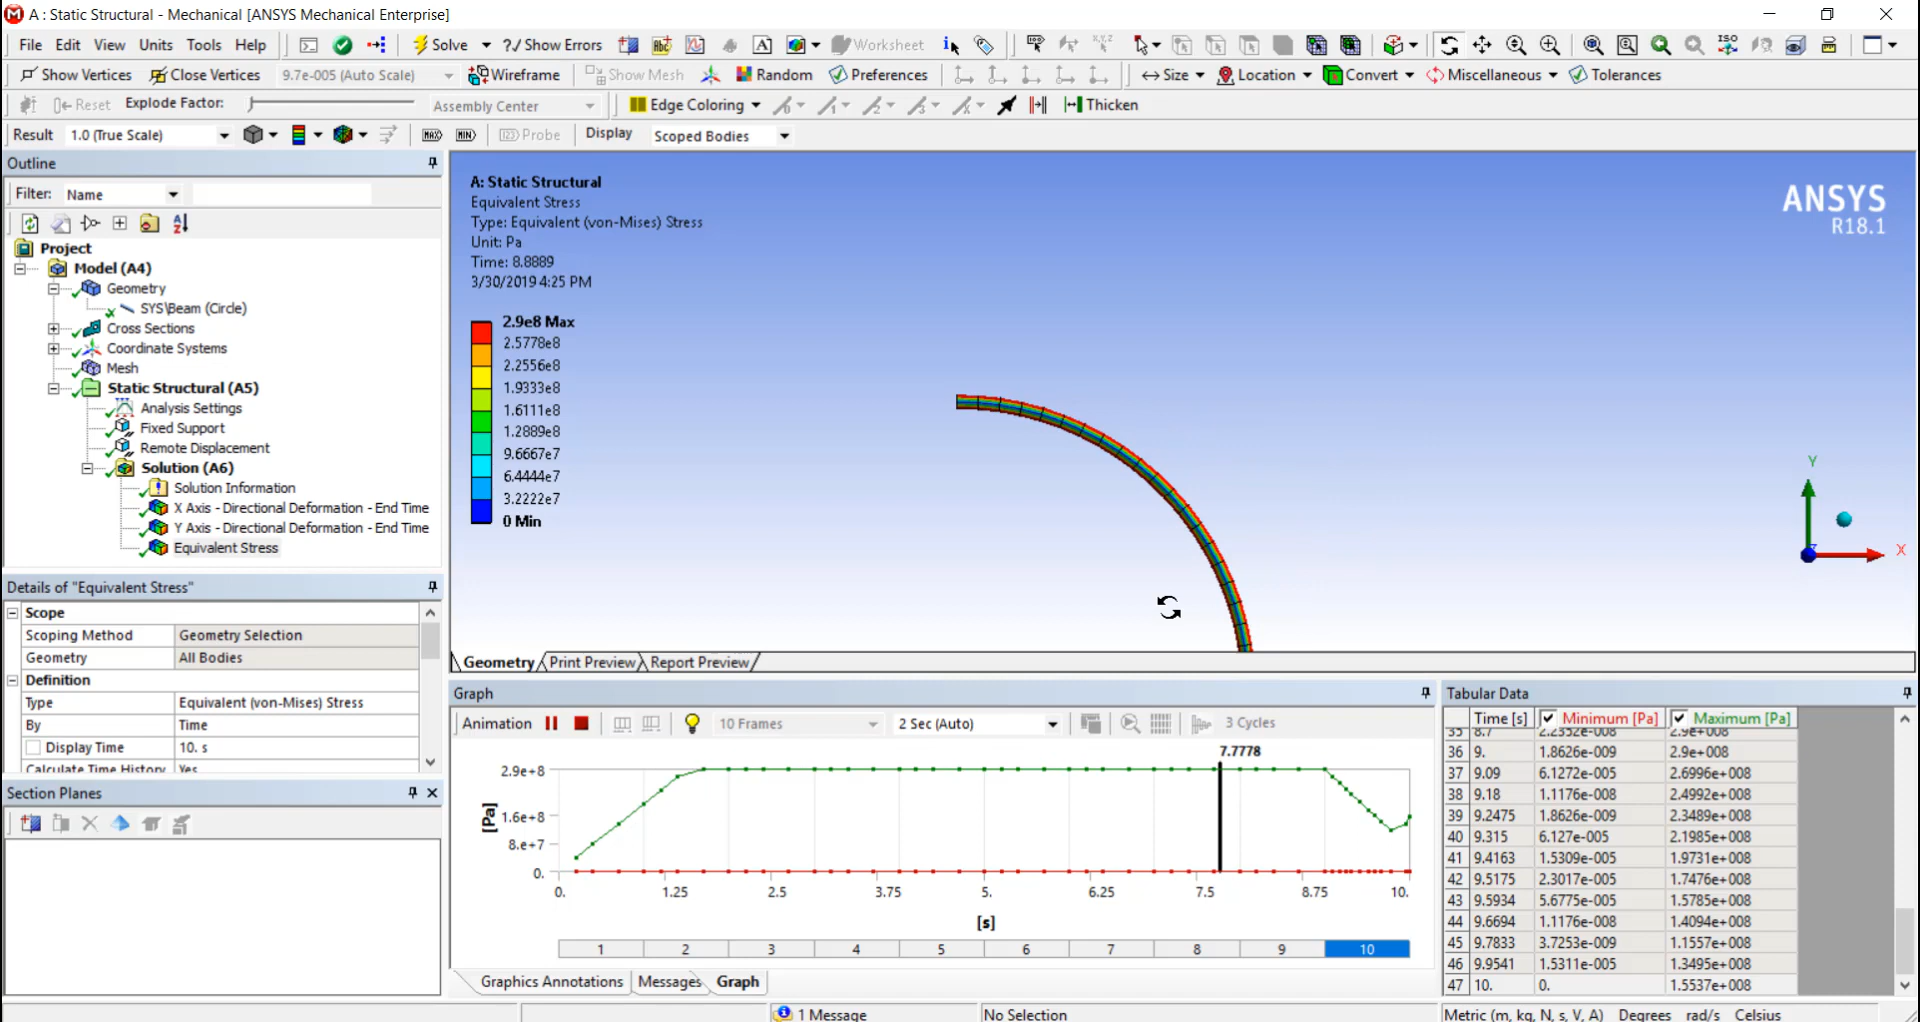 A : Static Structural - Mechanical [ANSYS Mechanical Enterprise]
File Edit View Units Tools Help Solve ?/ Show Errors Worksheet
Show Vertices Close Vertices 9.7e-005 (Auto Scale) Wireframe Show Mesh Random Preferences Size Location Convert Miscellaneous Tolerances
Reset Explode Factor: Assembly Center Edge Coloring Thicken
Result 1.0 (True Scale) MAX MIN Probe Display Scoped Bodies
Outline
Filter: Name
Project
Model (A4)
Geometry
SYS\Beam (Circle)
Cross Sections
Coordinate Systems
Mesh
Static Structural (A5)
Analysis Settings
Fixed Support
Remote Displacement
Solution (A6)
Solution Information
X Axis - Directional Deformation - End Time
Y Axis - Directional Deformation - End Time
Equivalent Stress
Details of "Equivalent Stress"
Scope
Scoping Method Geometry Selection
Geometry All Bodies
Definition
Type Equivalent (von-Mises) Stress
By Time
Display Time 10. s
Calculate Time History Yes
Section Planes
A: Static Structural
Equivalent Stress
Type: Equivalent (von-Mises) Stress
Unit: Pa
Time: 8.8889
3/30/2019 4:25 PM
2.9e8 Max
2.5778e8
2.2556e8
1.9333e8
1.6111e8
1.2889e8
9.6667e7
6.4444e7
3.2222e7
0 Min
ANSYS
R18.1
Y
X
Geometry Print Preview Report Preview
Graph
Animation 10 Frames 2 Sec (Auto) 3 Cycles
7.7778
2.9e+8
1.6e+8
8.e+7
0.
[Pa]
0. 1.25 2.5 3.75 5. 6.25 7.5 8.75 10.
[s]
1 2 3 4 5 6 7 8 9 10
Graphics Annotations Messages Graph
Tabular Data
Time [s] Minimum [Pa] Maximum [Pa]
35 8.7 2.2352e-008 2.9e+008
36 9. 1.8626e-009 2.9e+008
37 9.09 6.1272e-005 2.6996e+008
38 9.18 1.1176e-008 2.4992e+008
39 9.2475 1.8626e-009 2.3489e+008
40 9.315 6.127e-005 2.1985e+008
41 9.4163 1.5309e-005 1.9731e+008
42 9.5175 2.3017e-005 1.7476e+008
43 9.5934 5.6775e-005 1.5785e+008
44 9.6694 1.1176e-008 1.4094e+008
45 9.7833 3.7253e-009 1.1557e+008
46 9.9541 1.5311e-005 1.3495e+008
47 10. 0. 1.5537e+008
1 Message No Selection Metric (m, kg, N, s, V, A) Degrees rad/s Celsius